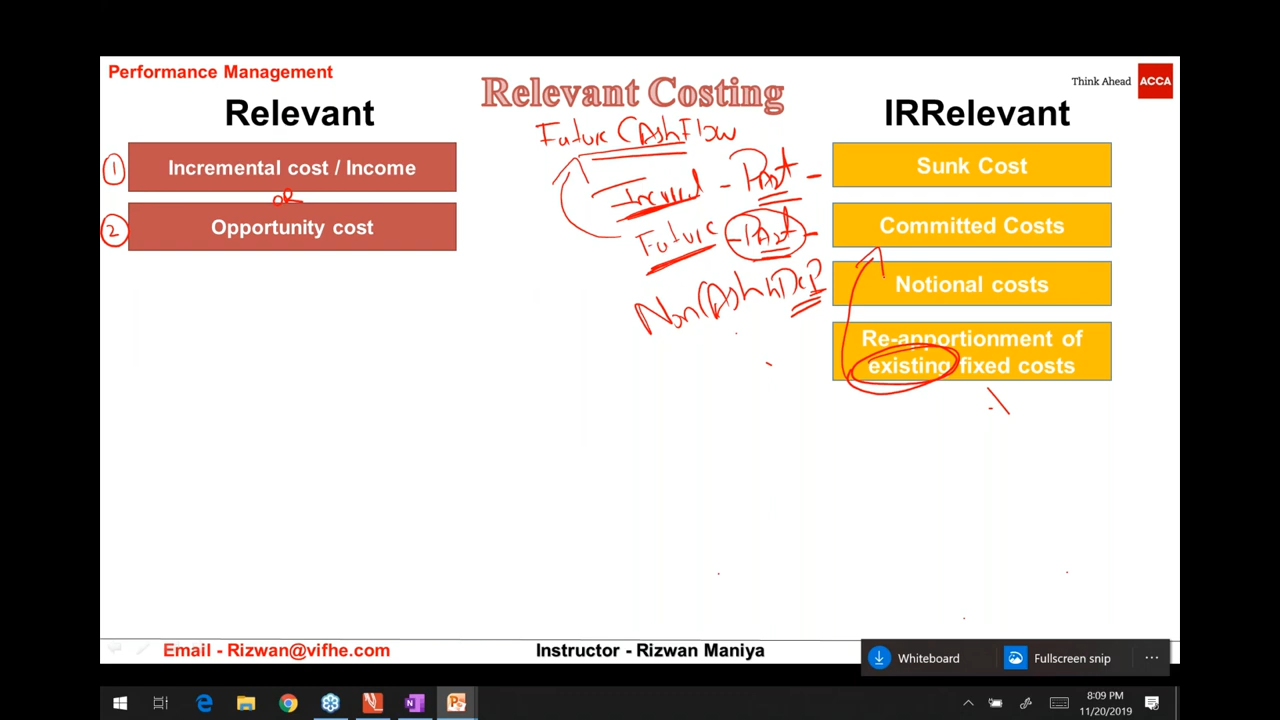 Performance Management
Relevant Costing
Think Ahead ACCA
Relevant
IRRelevant
1 Incremental cost / Income
OR
2 Opportunity cost
Future CAshFlow
Incurred - PAst -
Future - PAst -
Non CAsh
Sunk Cost
Committed Costs
Notional costs
Re-apportionment of
existing fixed costs
Email - Rizwan@vifhe.com
Instructor - Rizwan Maniya
Whiteboard
Fullscreen snip
8:09 PM
11/20/2019